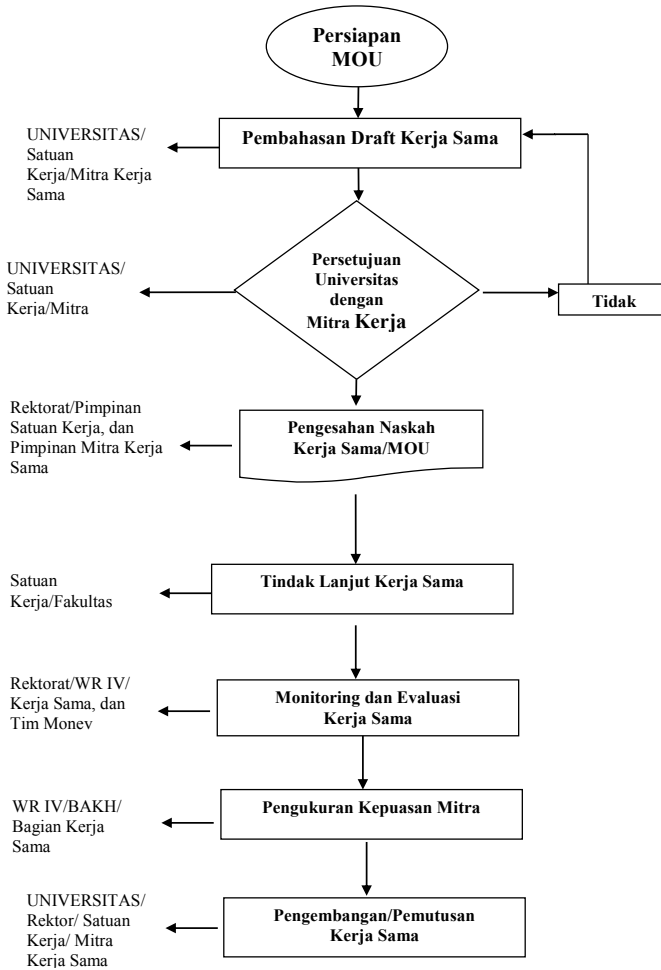 Persiapan
MOU
Pembahasan Draft Kerja Sama
UNIVERSITAS/
Satuan
Kerja/Mitra Kerja
Sama
Persetujuan
Universitas
dengan
Mitra Kerja
UNIVERSITAS/
Satuan
Kerja/Mitra
Tidak
Pengesahan Naskah
Kerja Sama/MOU
Rektorat/Pimpinan
Satuan Kerja, dan
Pimpinan Mitra Kerja
Sama
Tindak Lanjut Kerja Sama
Satuan
Kerja/Fakultas
Monitoring dan Evaluasi
Kerja Sama
Rektorat/WR IV/
Kerja Sama, dan
Tim Monev
Pengukuran Kepuasan Mitra
WR IV/BAKH/
Bagian Kerja
Sama
Pengembangan/Pemutusan
Kerja Sama
UNIVERSITAS/
Rektor/ Satuan
Kerja/ Mitra
Kerja Sama